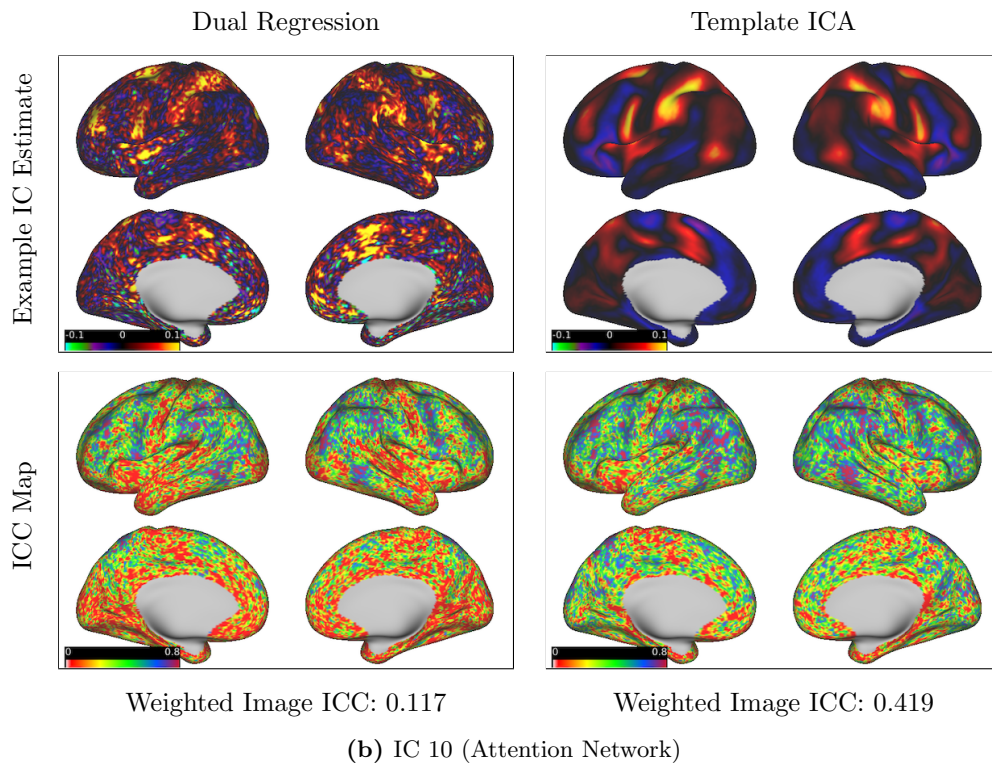 Dual Regression Template ICA
Example IC Estimate
-0.1 0 0.1 -0.1 0 0.1
ICC Map
0 0.8 0 0.8
Weighted Image ICC: 0.117 Weighted Image ICC: 0.419
(b) IC 10 (Attention Network)